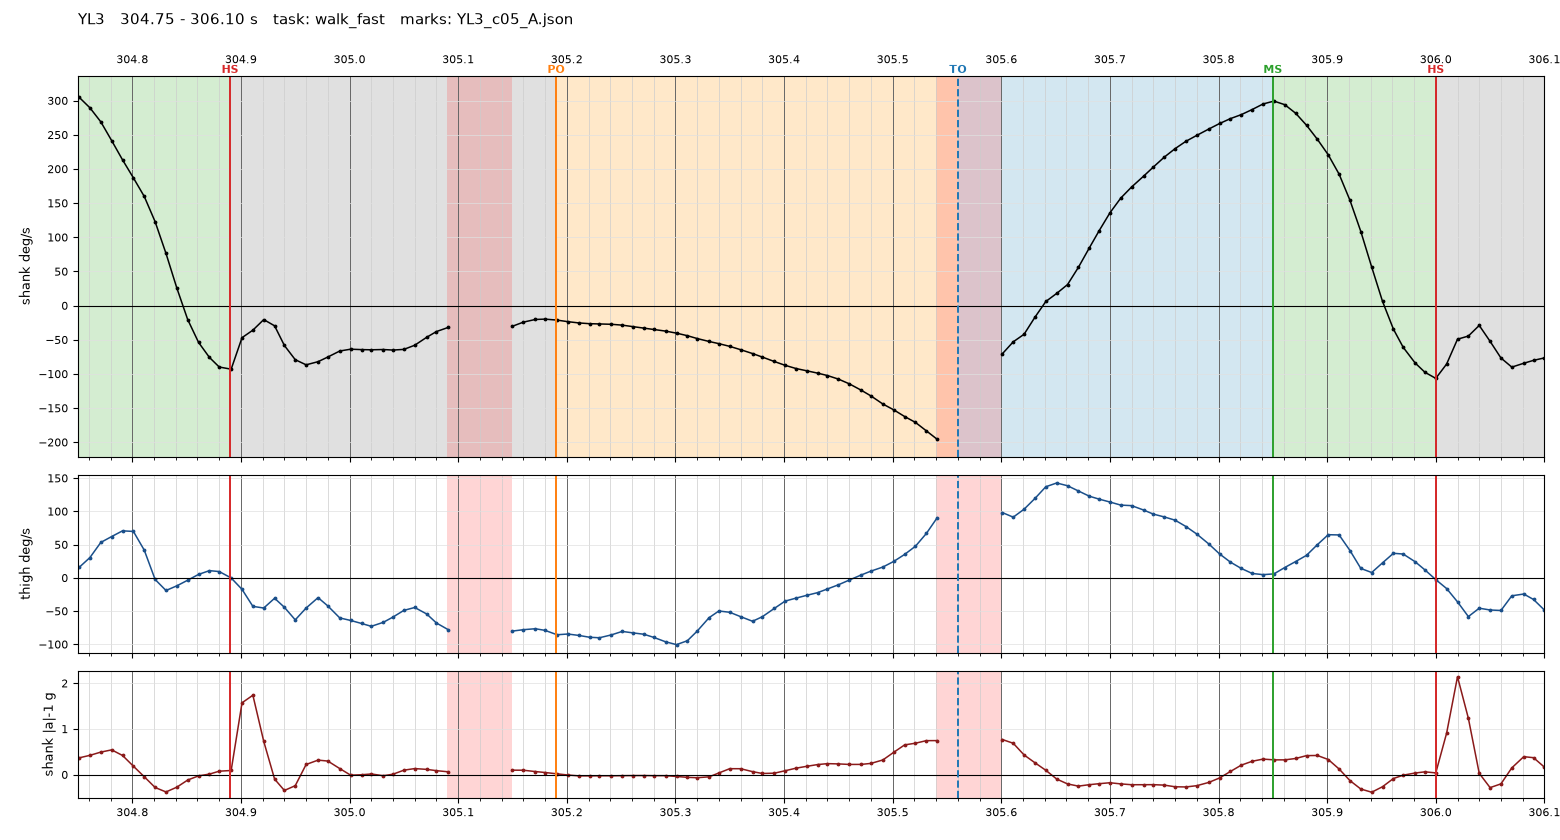 YL3   304.75 - 306.10 s   task: walk_fast   marks: YL3_c05_A.json
304.8 304.9 305.0 305.1 305.2 305.3 305.4 305.5 305.6 305.7 305.8 305.9 306.0 306.1
HS PO TO MS HS
shank deg/s
300
250
200
150
100
50
0
−50
−100
−150
−200
thigh deg/s
150
100
50
0
−50
−100
shank |a|-1 g
2
1
0
304.8 304.9 305.0 305.1 305.2 305.3 305.4 305.5 305.6 305.7 305.8 305.9 306.0 306.1